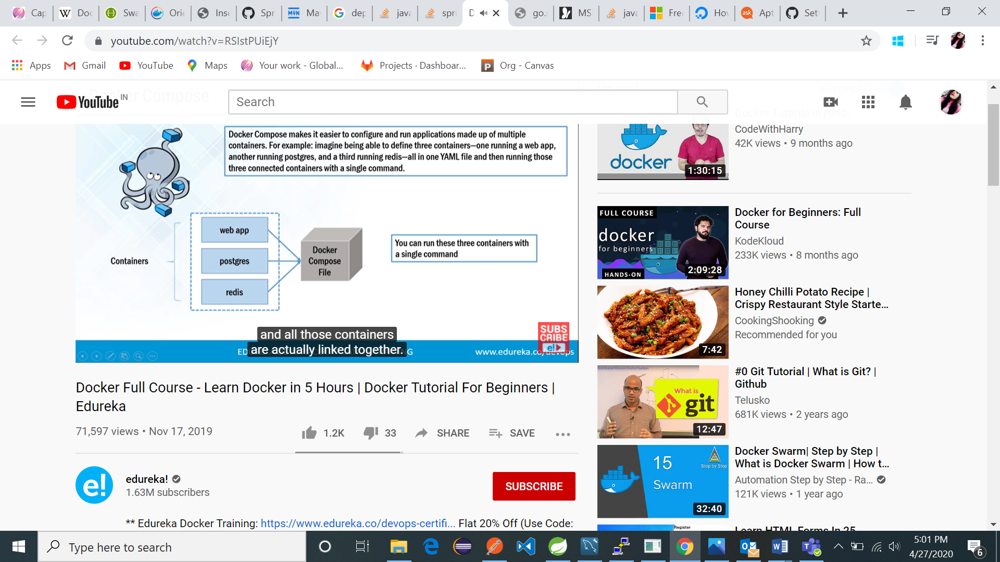 Cap
Doc
Swa
Orie
Inse
Spr
Ma
dep
java
spri
D
go.
MS
java
Free
How
Apt
Sett
youtube.com/watch?v=RSIstPUiEjY
Apps
Gmail
YouTube
Maps
Your work - Global...
Projects · Dashboar...
Org - Canvas
YouTube IN
Search
Docker Compose makes it easier to configure and run applications made up of multiple
containers. For example: imagine being able to define three containers—one running a web app,
another running postgres, and a third running redis—all in one YAML file and then running those
three connected containers with a single command.
Containers
web app
postgres
redis
Docker
Compose
File
You can run these three containers with
a single command
and all those containers
are actually linked together.
www.edureka.co/devops
SUBS
CRIBE
e!
Docker Full Course - Learn Docker in 5 Hours | Docker Tutorial For Beginners |
Edureka
71,597 views • Nov 17, 2019
1.2K
33
SHARE
SAVE
e!
edureka!
1.63M subscribers
SUBSCRIBE
** Edureka Docker Training: https://www.edureka.co/devops-certifi... Flat 20% Off (Use Code:
Docker Tutorial in Hindi
CodeWithHarry
42K views • 9 months ago
docker
1:30:15
FULL COURSE
docker
for beginners
HANDS-ON
2:09:28
Docker for Beginners: Full
Course
KodeKloud
233K views • 8 months ago
7:42
Honey Chilli Potato Recipe |
Crispy Restaurant Style Starte...
CookingShooking
Recommended for you
Distributed Version Control System
What is
git
12:47
#0 Git Tutorial | What is Git? |
Github
Telusko
681K views • 2 years ago
15
Swarm
Step by Step
32:40
Docker Swarm| Step by Step |
What is Docker Swarm | How t...
Automation Step by Step - Ra...
121K views • 1 year ago
Register
Learn HTML Forms In 25
Type here to search
5:01 PM
4/27/2020
6